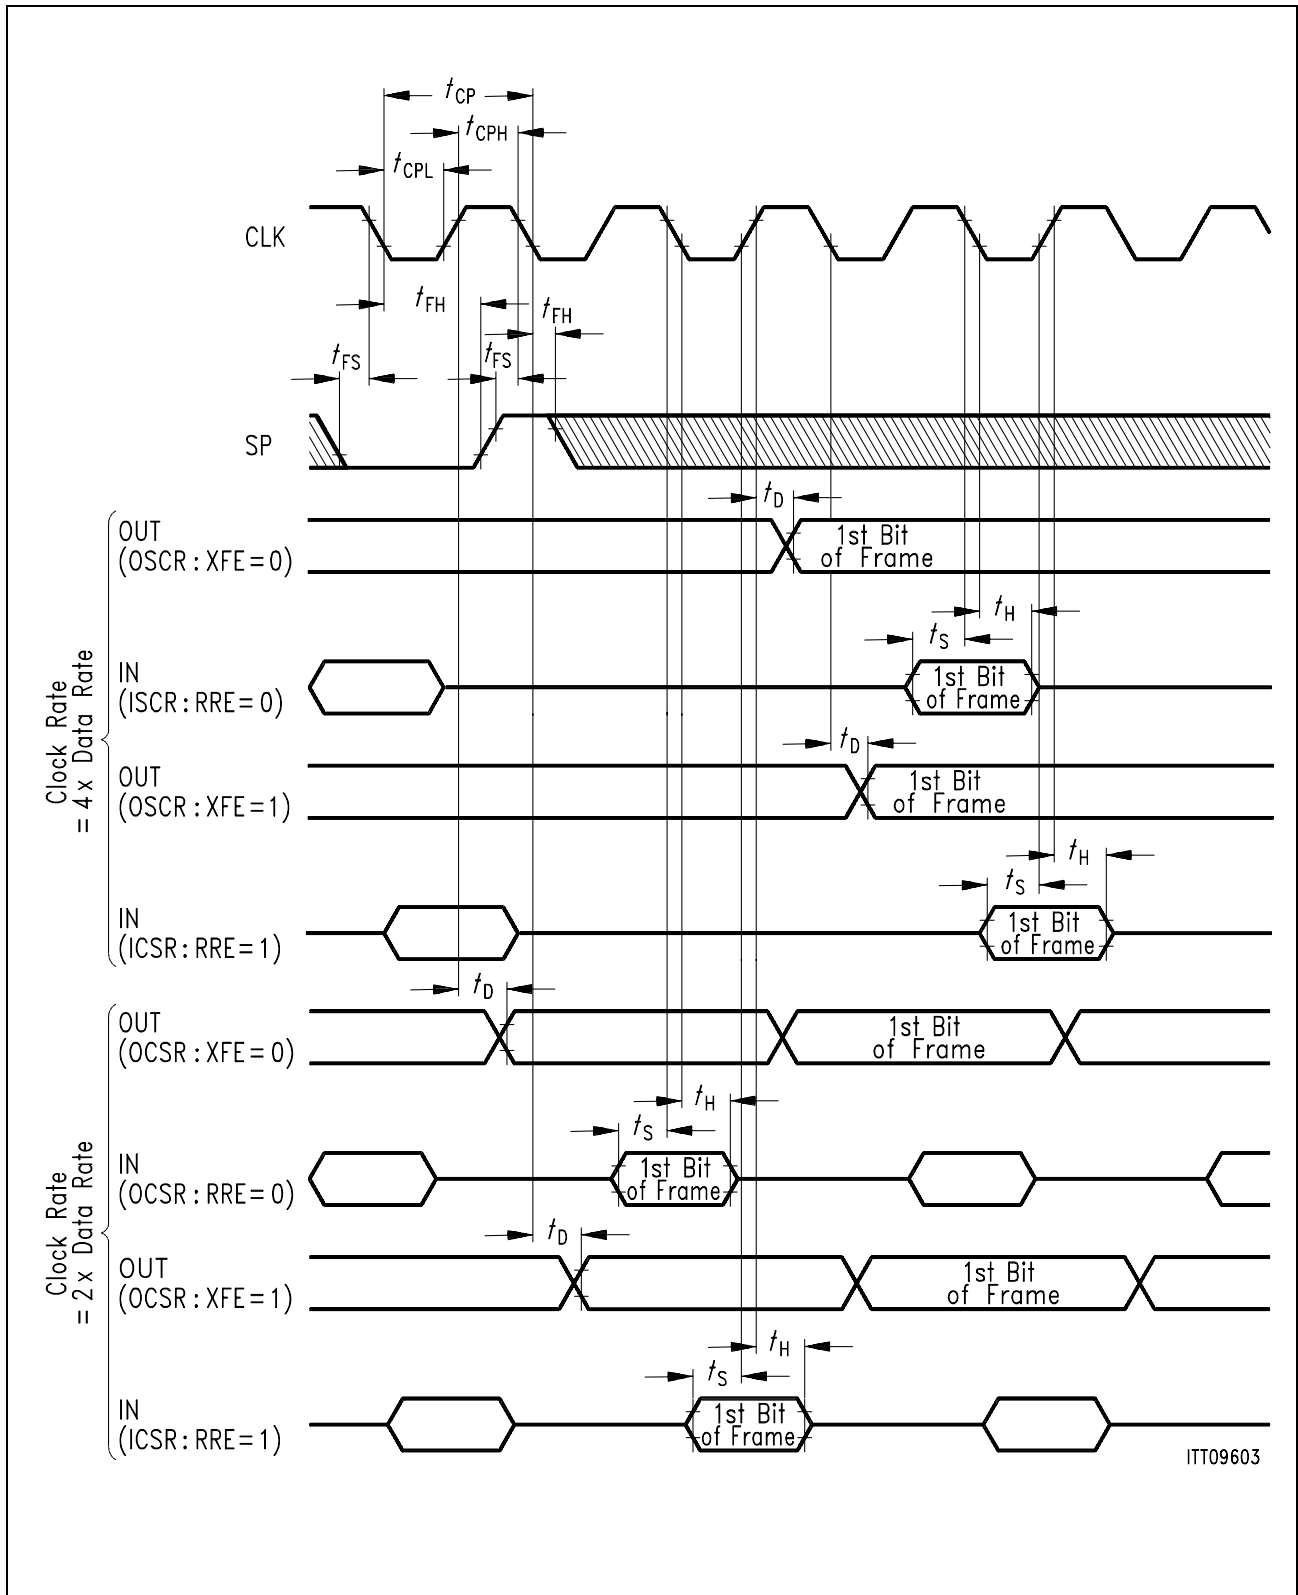 tCP
tCPH
tCPL
CLK
tFH
tFH
tFS
tFS
SP
tD
OUT
(OSCR:XFE=0)
1st Bit
of Frame
tH
tS
IN
(ISCR:RRE=0)
1st Bit
of Frame
Clock Rate
= 4x Data Rate
tD
OUT
(OSCR:XFE=1)
1st Bit
of Frame
tH
tS
IN
(ICSR:RRE=1)
1st Bit
of Frame
tD
OUT
(OCSR:XFE=0)
1st Bit
of Frame
tH
tS
IN
(OCSR:RRE=0)
1st Bit
of Frame
Clock Rate
= 2x Data Rate
tD
OUT
(OCSR:XFE=1)
1st Bit
of Frame
tH
tS
IN
(ICSR:RRE=1)
1st Bit
of Frame
ITT09603